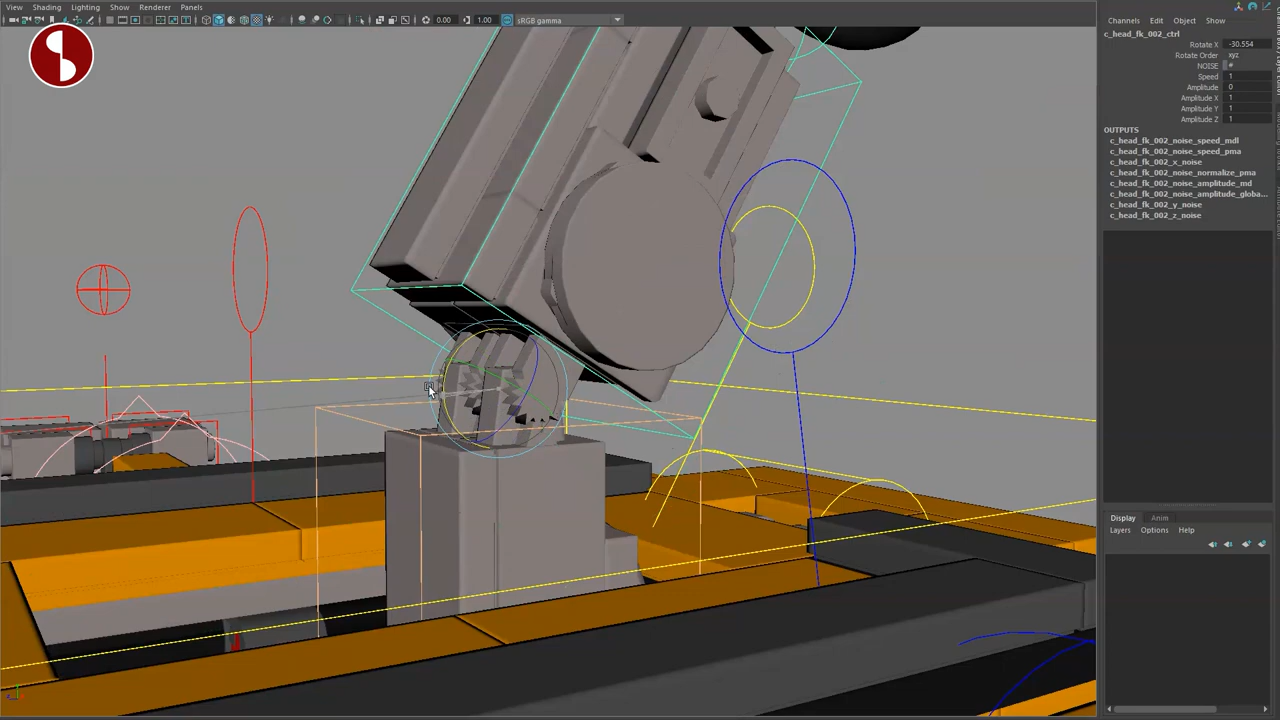 View Shading Lighting Show Renderer Panels
0.00 1.00 sRGB gamma
Channels Edit Object Show
c_head_fk_002_ctrl
Rotate X -30.554
Rotate Order xyz
NOISE #
Speed 1
Amplitude 0
Amplitude X 1
Amplitude Y 1
Amplitude Z 1
OUTPUTS
c_head_fk_002_noise_speed_mdl
c_head_fk_002_noise_speed_pma
c_head_fk_002_x_noise
c_head_fk_002_noise_normalize_pma
c_head_fk_002_noise_amplitude_md
c_head_fk_002_noise_amplitude_globa...
c_head_fk_002_y_noise
c_head_fk_002_z_noise
Display Anim
Layers Options Help